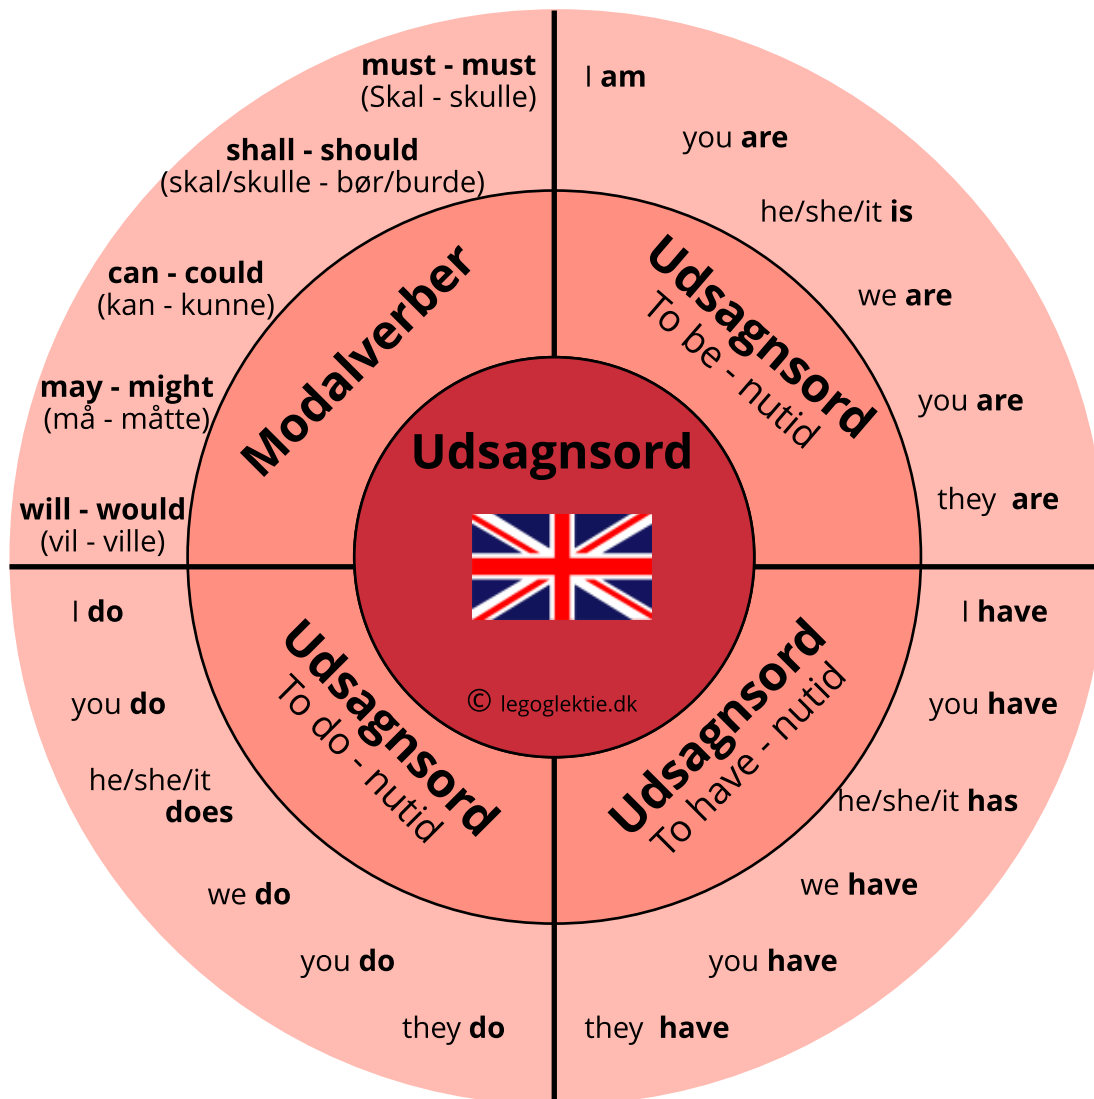 Udsagnsord
© legoglektie.dk
Modalverber
must - must
(Skal - skulle)
shall - should
(skal/skulle - bør/burde)
can - could
(kan - kunne)
may - might
(må - måtte)
will - would
(vil - ville)
Udsagnsord
To be - nutid
I am
you are
he/she/it is
we are
you are
they are
Udsagnsord
To do - nutid
I do
you do
he/she/it
does
we do
you do
they do
Udsagnsord
To have - nutid
I have
you have
he/she/it has
we have
you have
they have